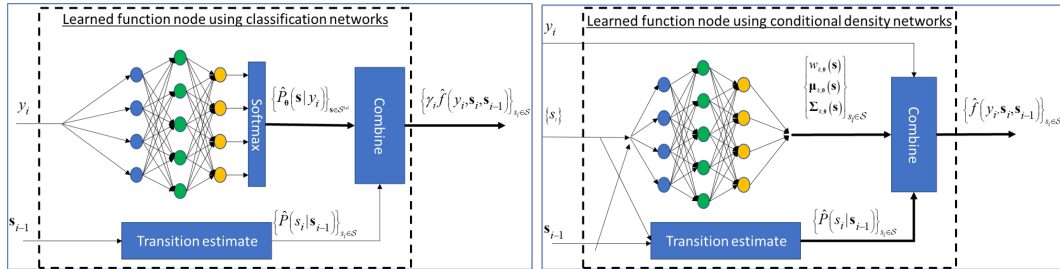 Learned function node using classification networks
y_i
Softmax
{P̂_θ(s|y_i)}_{s∈𝒮^{|𝒮|}}
Combine
{γ_i f̂(y_i, s_i, s_{i-1})}_{s_i∈𝒮}
s_{i-1}
Transition estimate
{P̂(s_i|s_{i-1})}_{s_i∈𝒮}
Learned function node using conditional density networks
y_i
{s_i}
{w_{k,θ}(s)
μ_{k,θ}(s)
Σ_{k,θ}(s)}_{s_i∈𝒮}
Combine
{f̂(y_i, s_i, s_{i-1})}_{s_i∈𝒮}
s_{i-1}
Transition estimate
{P̂(s_i|s_{i-1})}_{s_i∈𝒮}